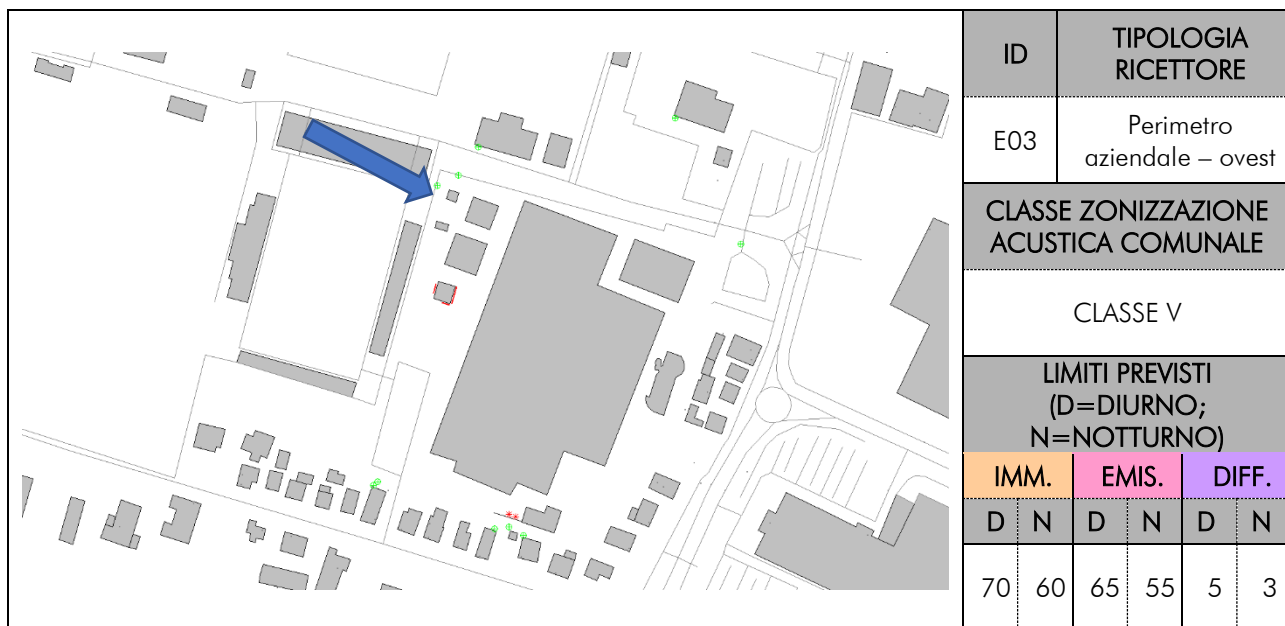 ID
TIPOLOGIA
RICETTORE
E03
Perimetro
aziendale – ovest
CLASSE ZONIZZAZIONE
ACUSTICA COMUNALE
CLASSE V
LIMITI PREVISTI
(D=DIURNO;
N=NOTTURNO)
IMM. EMIS. DIFF.
D N D N D N
70 60 65 55 5 3